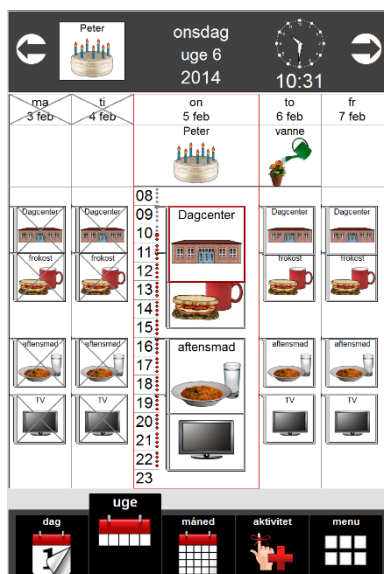 Peter
onsdag
uge 6
2014
10:31
ma
3 feb
ti
4 feb
on
5 feb
to
6 feb
fr
7 feb
Peter
vanne
08
09
10
11
12
13
14
15
16
17
18
19
20
21
22
23
Dagcenter
frokost
aftensmad
TV
Dagcenter
frokost
aftensmad
TV
Dagcenter
aftensmad
Dagcenter
frokost
aftensmad
TV
Dagcenter
frokost
aftensmad
TV
dag
uge
måned
aktivitet
menu